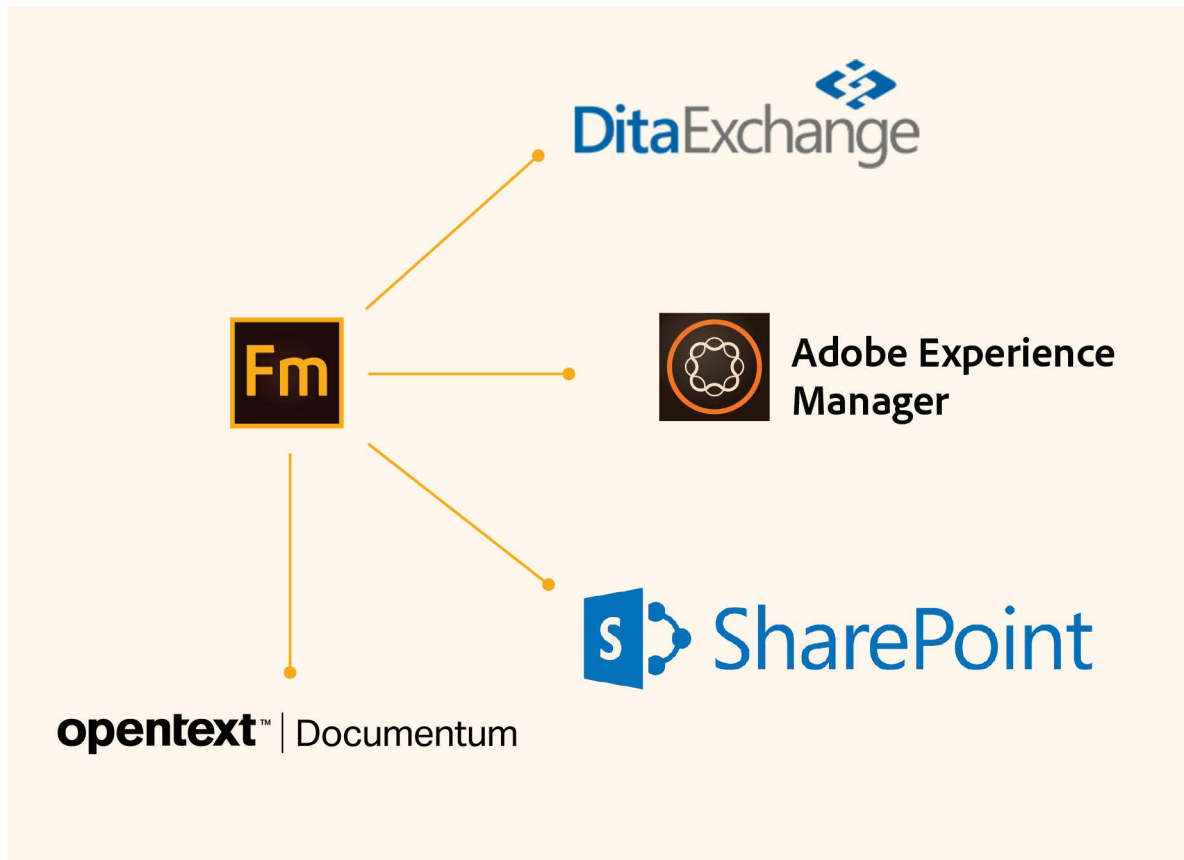 DitaExchange
Fm
Adobe Experience
Manager
S SharePoint
opentext™ | Documentum